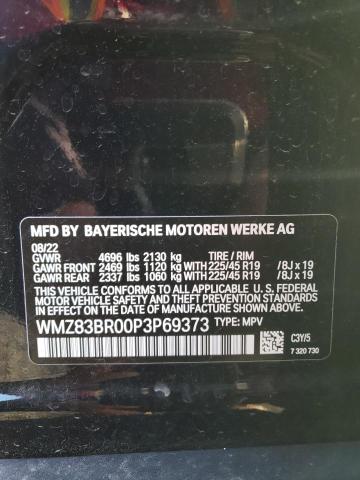 MFD BY BAYERISCHE MOTOREN WERKE AG
08/22
GVWR 4696 lbs 2130 kg TIRE / RIM
GAWR FRONT 2469 lbs 1120 kg WITH 225/45 R19 /8J x 19
GAWR REAR 2337 lbs 1060 kg WITH 225/45 R19 /8J x 19
THIS VEHICLE CONFORMS TO ALL APPLICABLE
U.S. FEDERAL MOTOR VEHICLE SAFETY
STANDARDS IN EFFECT ON THE DATE OF
MANUFACTURE SHOWN ABOVE.
WMZ83BR00P3P69373 TYPE: MPV
C3Y/5
7 320 730